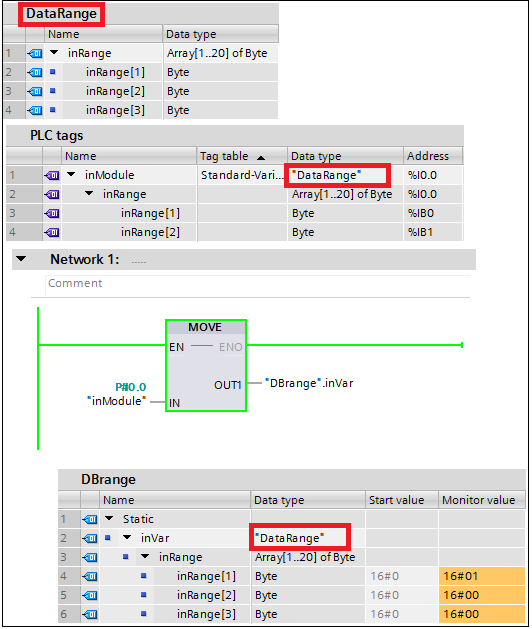 DataRange
Name Data type
1 inRange Array[1..20] of Byte
2 inRange[1] Byte
3 inRange[2] Byte
4 inRange[3] Byte
PLC tags
Name Tag table Data type Address
1 inModule Standard-Vari... "DataRange" %I0.0
2 inRange Array[1..20] of Byte %I0.0
3 inRange[1] Byte %IB0
4 inRange[2] Byte %IB1
Network 1: .....
Comment
MOVE
EN ENO
P#I0.0 OUT1 "DBrange".inVar
"inModule" IN
DBrange
Name Data type Start value Monitor value
1 Static
2 inVar "DataRange"
3 inRange Array[1..20] of Byte
4 inRange[1] Byte 16#0 16#01
5 inRange[2] Byte 16#0 16#00
6 inRange[3] Byte 16#0 16#00